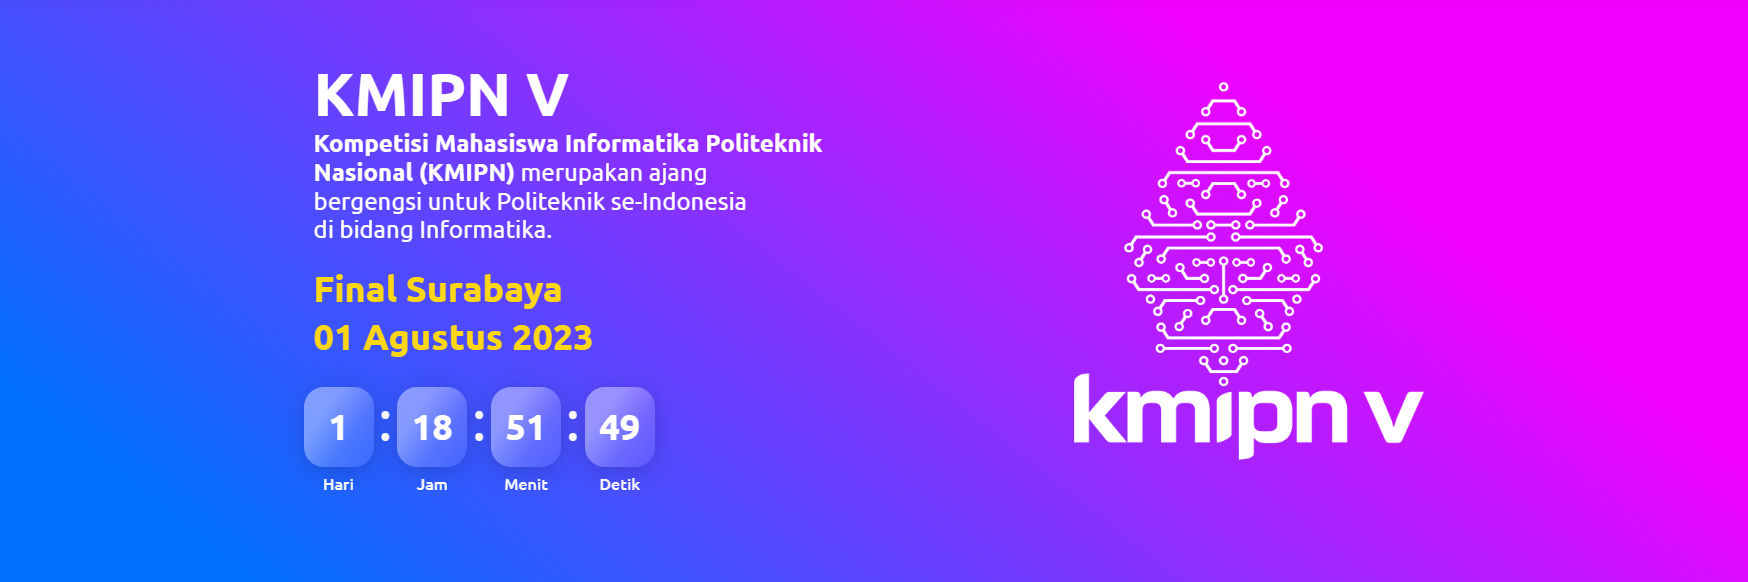 KMIPN V
Kompetisi Mahasiswa Informatika Politeknik
Nasional (KMIPN) merupakan ajang
bergengsi untuk Politeknik se-Indonesia
di bidang Informatika.
Final Surabaya
01 Agustus 2023
1 : 18 : 51 : 49
Hari Jam Menit Detik
kmipn v